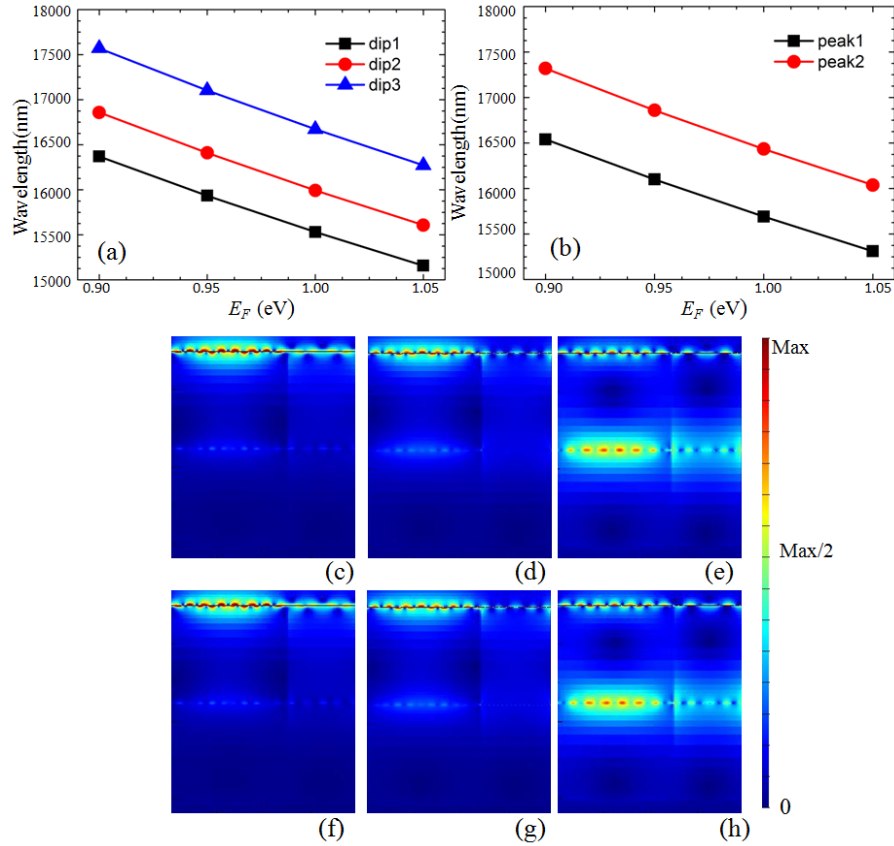 18000
17500
17000
16500
16000
15500
15000
Wavelength(nm)
dip1
dip2
dip3
(a)
0.90
0.95
1.00
1.05
E_F (eV)
18000
17500
17000
16500
16000
15500
15000
Wavelength(nm)
peak1
peak2
(b)
0.90
0.95
1.00
1.05
E_F (eV)
Max
Max/2
0
(c)
(d)
(e)
(f)
(g)
(h)